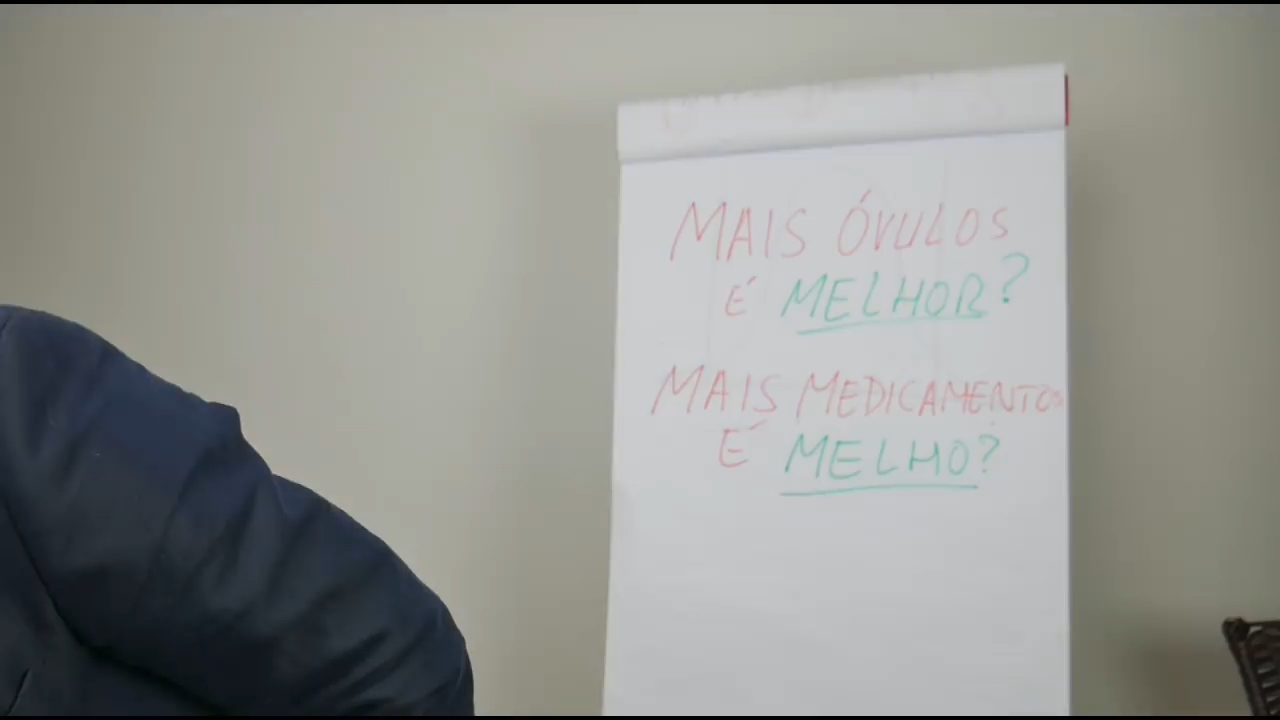 MAIS ÓVULOS
É MELHOR?
MAIS MEDICAMENTOS
É MELHO?